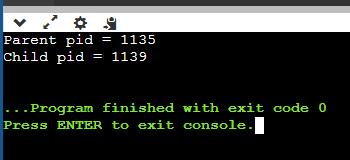 Parent pid = 1135
Child pid = 1139
...Program finished with exit code 0
Press ENTER to exit console.